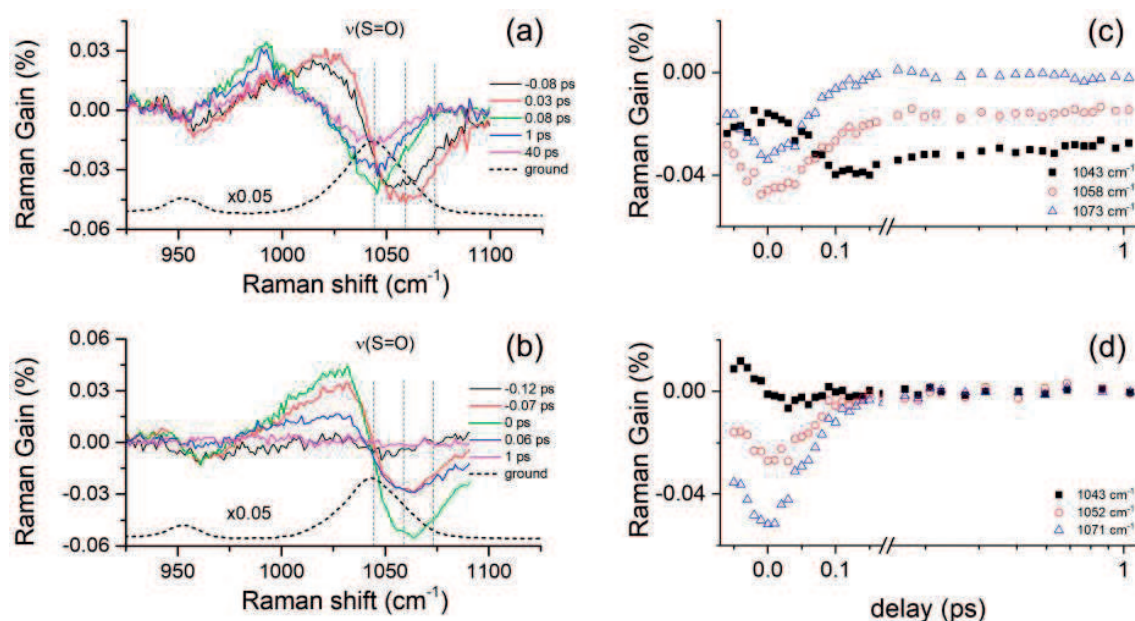 (a)
ν(S=O)
0.03
0.00
-0.03
-0.06
Raman Gain (%)
-0.08 ps
0.03 ps
0.08 ps
1 ps
40 ps
ground
x0.05
950
1000
1050
1100
Raman shift (cm-1)
(c)
0.00
-0.04
Raman Gain (%)
1043 cm-1
1058 cm-1
1073 cm-1
0.0
0.1
1
(b)
ν(S=O)
0.06
0.03
0.00
-0.03
-0.06
Raman Gain (%)
-0.12 ps
-0.07 ps
0 ps
0.06 ps
1 ps
ground
x0.05
950
1000
1050
1100
Raman shift (cm-1)
(d)
0.00
-0.04
Raman Gain (%)
1043 cm-1
1052 cm-1
1071 cm-1
0.0
0.1
1
delay (ps)